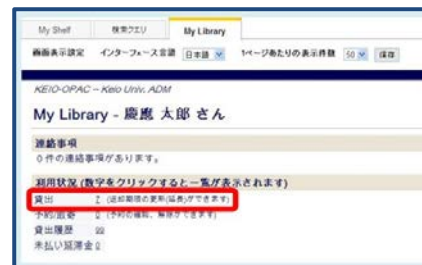 My Shelf 検索クエリ My Library
画面表示設定 インターフェース言語 日本語 1ページあたりの表示件数 50 保存
KEIO-OPAC – Keio Univ. ADM
My Library - 慶應 太郎 さん
連絡事項
0 件の連絡事項があります。
利用状況 (数字をクリックすると一覧が表示されます)
貸出 7 (返却期限の更新(延長)ができます)
予約/取寄 0 (予約の確認、解除ができます)
貸出履歴 99
未払い延滞金 0